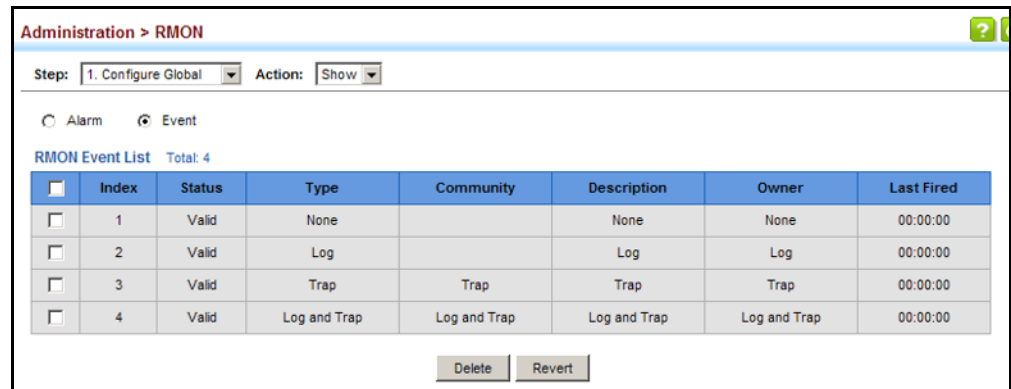 Administration > RMON
?
Step: 1. Configure Global Action: Show
Alarm Event
RMON Event List Total: 4
Index Status Type Community Description Owner Last Fired
1 Valid None None None 00:00:00
2 Valid Log Log Log 00:00:00
3 Valid Trap Trap Trap Trap 00:00:00
4 Valid Log and Trap Log and Trap Log and Trap Log and Trap 00:00:00
Delete Revert